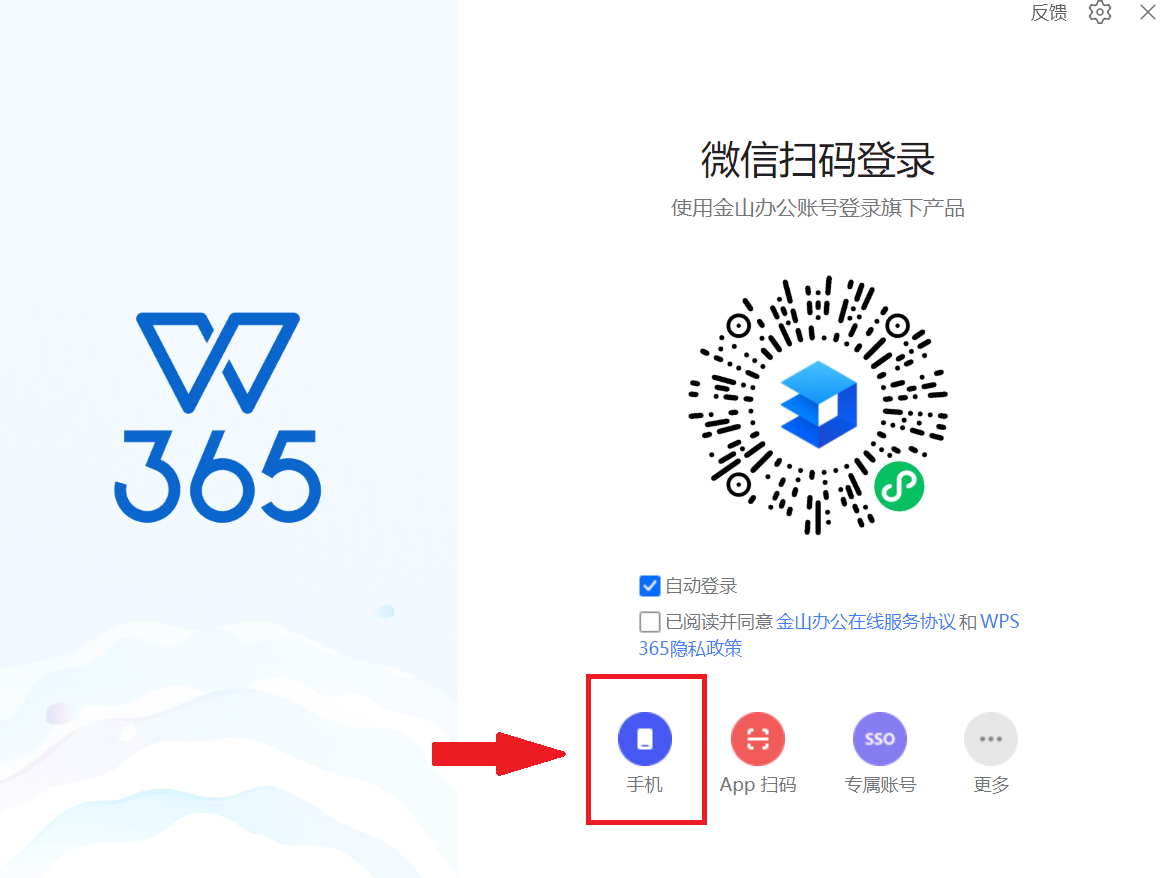 反馈
微信扫码登录
使用金山办公账号登录旗下产品
W
365
自动登录
已阅读并同意 金山办公在线服务协议 和 WPS
365隐私政策
SSO
手机 App 扫码 专属账号 更多